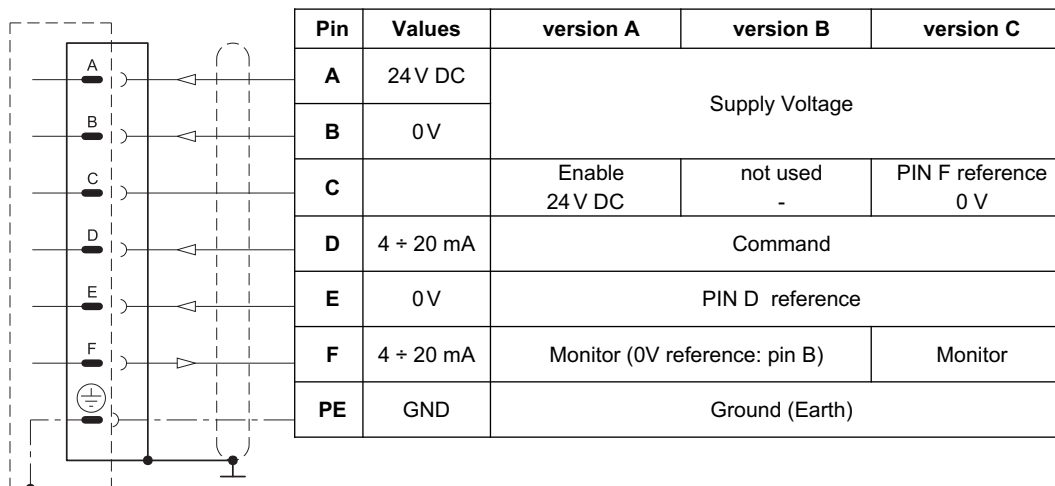 Pin Values version A version B version C
A 24 V DC Supply Voltage
B 0 V
C Enable 24 V DC not used - PIN F reference 0 V
D 4 ÷ 20 mA Command
E 0 V PIN D reference
F 4 ÷ 20 mA Monitor (0V reference: pin B) Monitor
PE GND Ground (Earth)
A
B
C
D
E
F